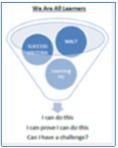 We Are All Learners
SUCCESS
CRITERIA
WALT
Learning
I can do this
I can prove I can do this
Can I have a challenge?